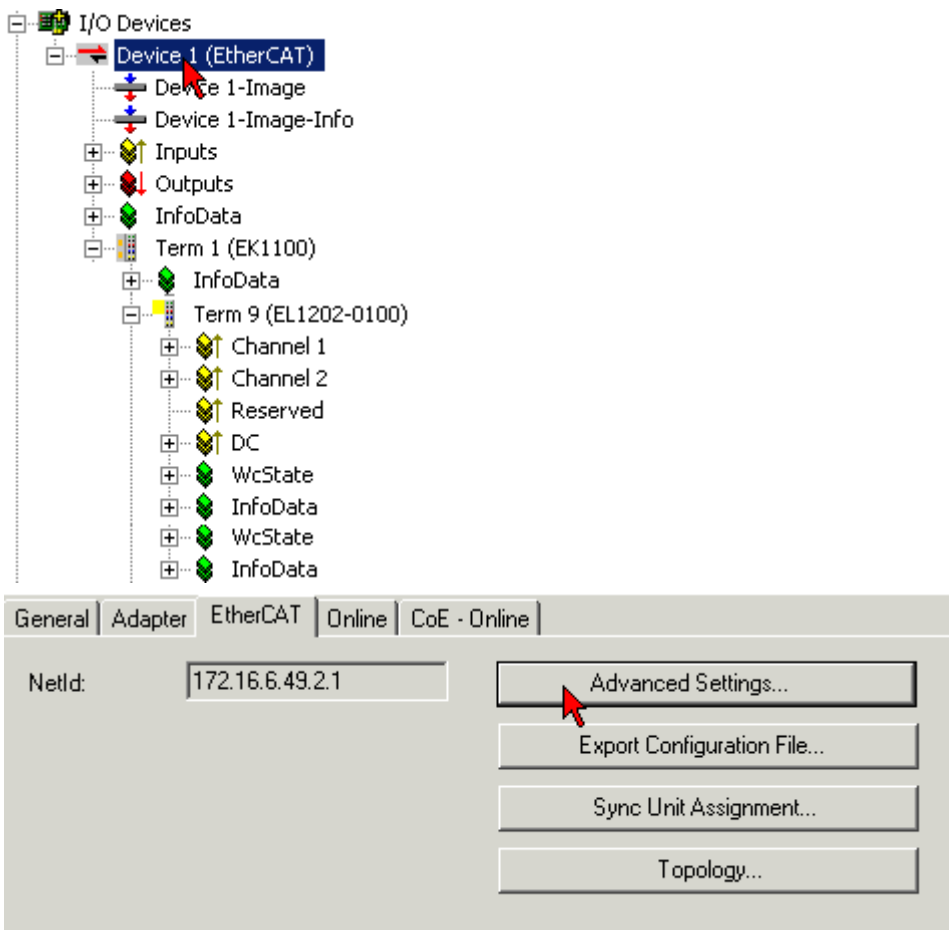 I/O Devices
Device 1 (EtherCAT)
Device 1-Image
Device 1-Image-Info
Inputs
Outputs
InfoData
Term 1 (EK1100)
InfoData
Term 9 (EL1202-0100)
Channel 1
Channel 2
Reserved
DC
WcState
InfoData
WcState
InfoData
General Adapter EtherCAT Online CoE - Online
NetId: 172.16.6.49.2.1 Advanced Settings...
Export Configuration File...
Sync Unit Assignment...
Topology...